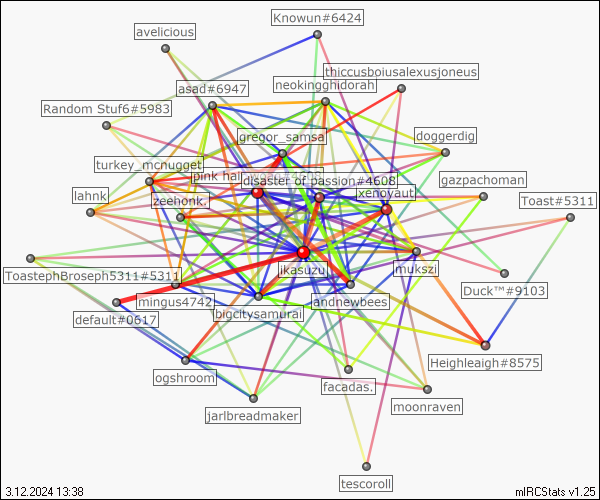 Knowun#6424
avelicious
thiccusboiusalexusjoneus
asad#6947
neokingghidorah
Random Stuf6#5983
gregor_samsa
doggerdig
turkey_mcnugget
pink
disaster of passion#4608
xenoyaut
gazpachoman
lahnk
zeehonk.
Toast#5311
ikasuzu
mukszi
ToastephBroseph5311#5311
Duck™#9103
mingus4742
jandnewbees
bigcitysamurai
default#0617
Heighleaigh#8575
ogshroom
facadas.
moonraven
jarlbreadmaker
tescoroll
3.12.2024 13:38
mIRCStats v1.25